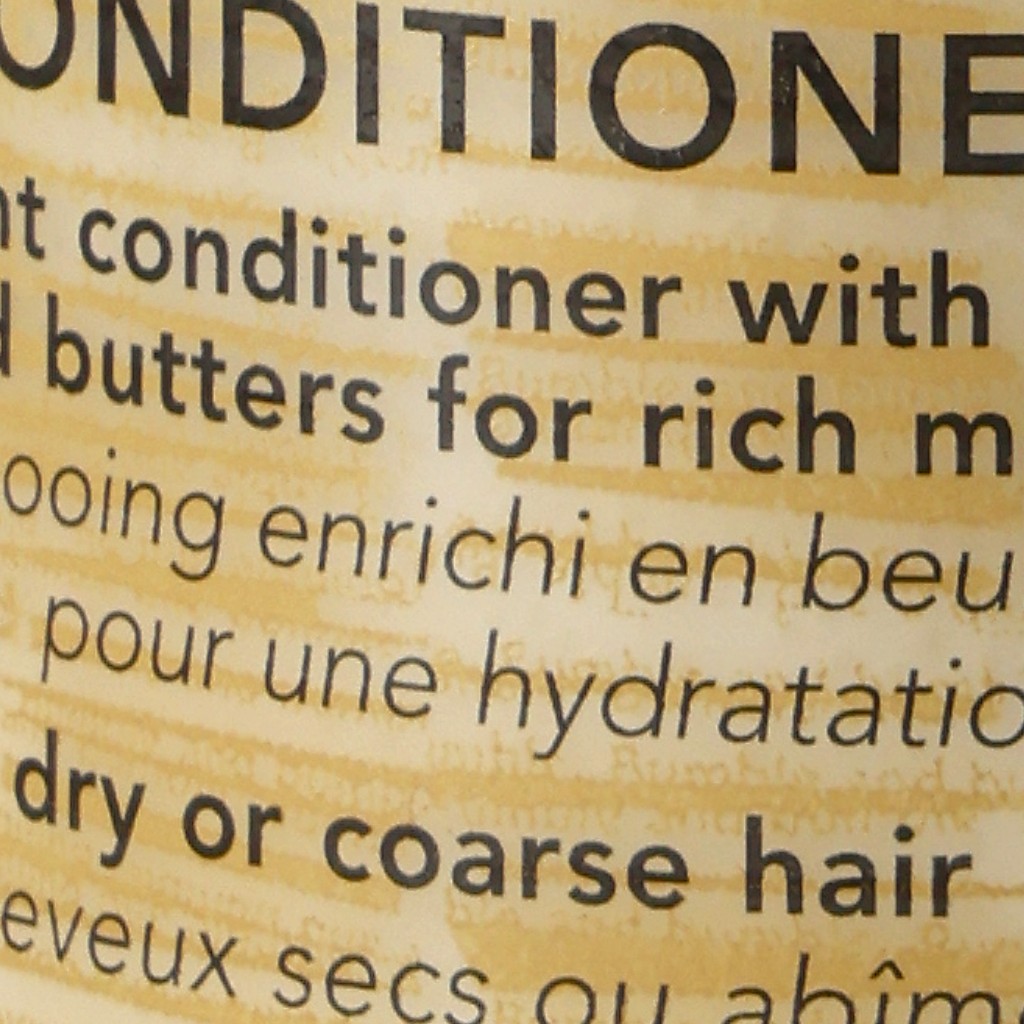 ONDITIONE
nt conditioner with
d butters for rich m
ooing enrichi en beu
pour une hydratatio
dry or coarse hair
eveux secs ou abîm